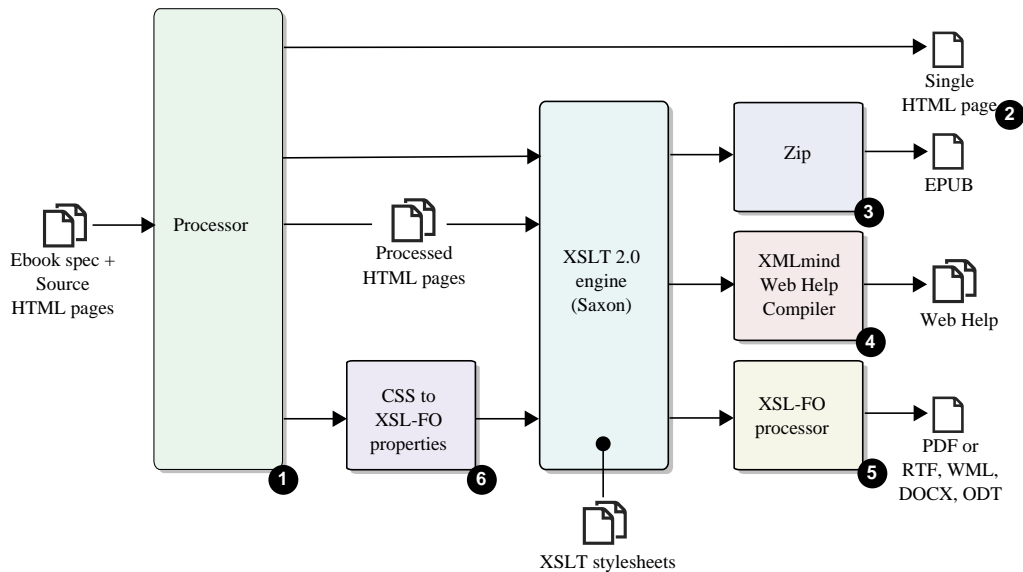 Single
HTML page
2
Zip
3
EPUB
Processor
1
Ebook spec +
Source
HTML pages
Processed
HTML pages
XSLT 2.0
engine
(Saxon)
XMLmind
Web Help
Compiler
4
Web Help
CSS to
XSL-FO
properties
6
XSL-FO
processor
5
PDF or
RTF, WML,
DOCX, ODT
XSLT stylesheets